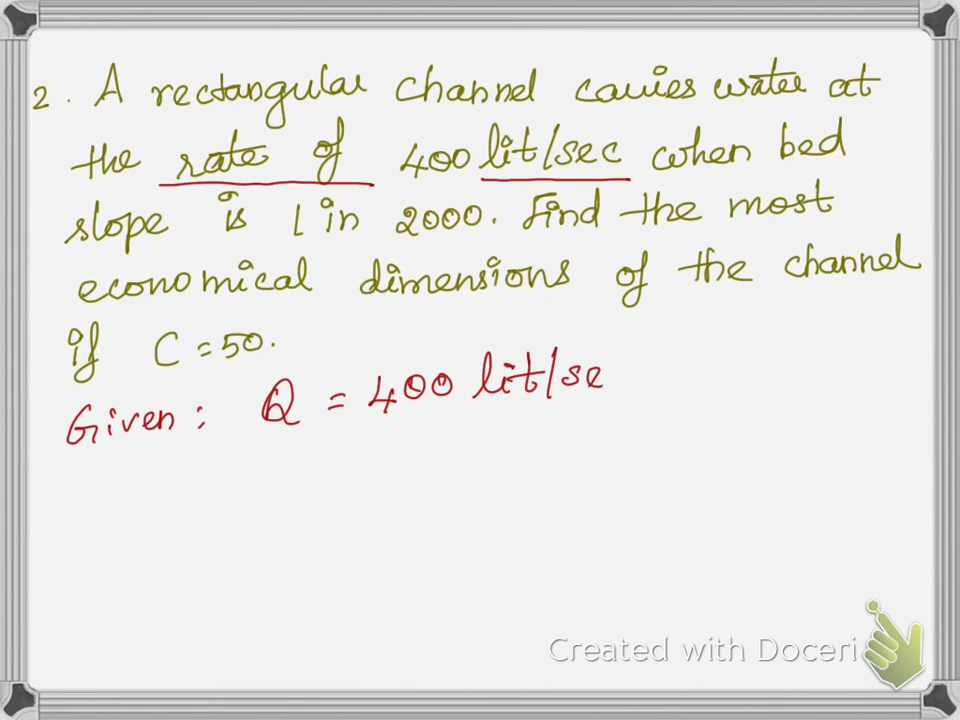 2. A rectangular channel carries water at
the rate of 400 lit/sec when bed
slope is 1 in 2000. Find the most
economical dimensions of the channel
if C = 50.
Given: Q = 400 lit/se
Created with Doceri